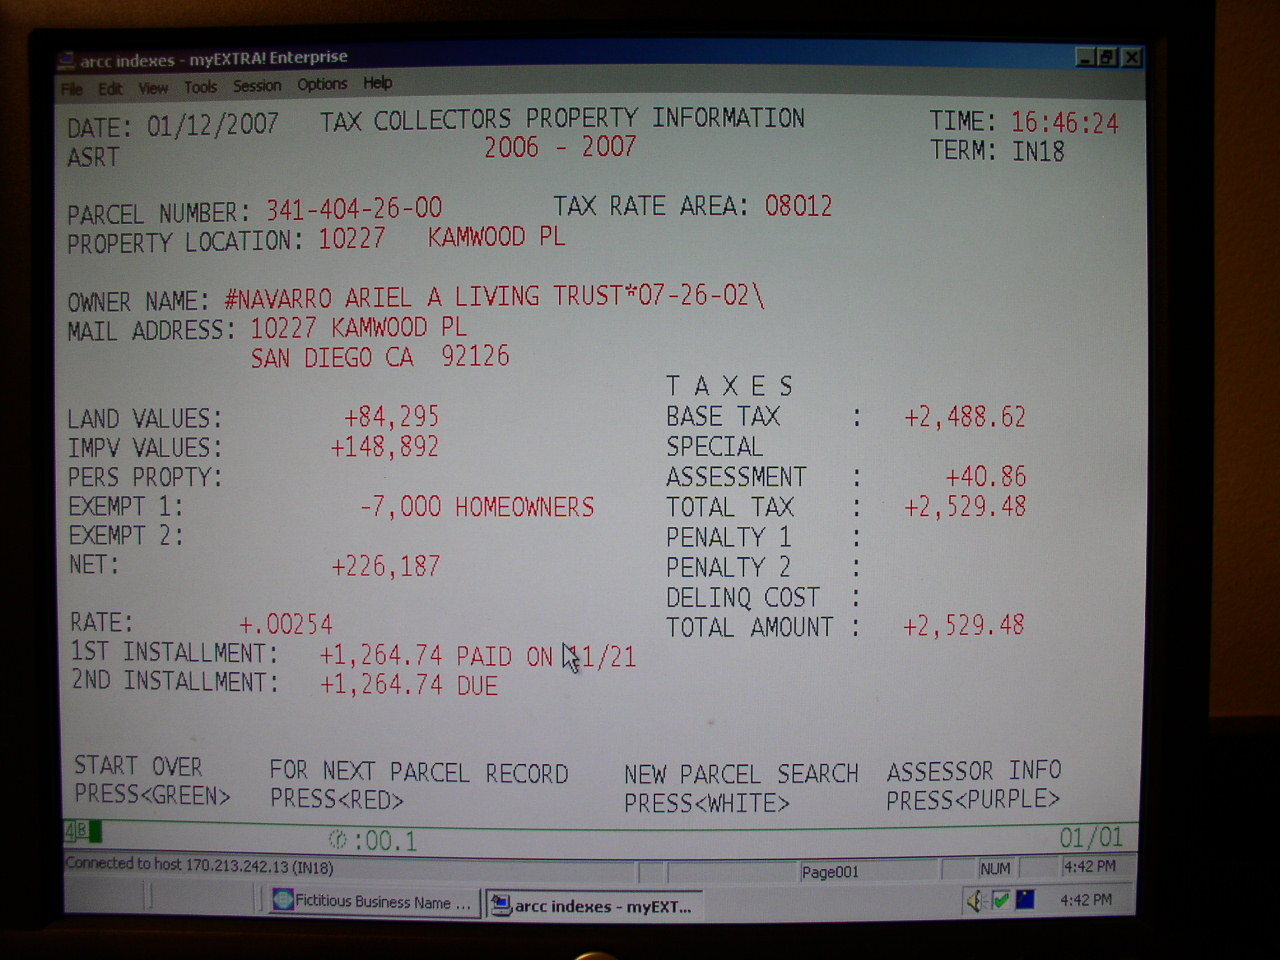 arcc indexes - myEXTRA! Enterprise
File Edit View Tools Session Options Help
DATE: 01/12/2007 TAX COLLECTORS PROPERTY INFORMATION TIME: 16:46:24
ASRT 2006 - 2007 TERM: IN18
PARCEL NUMBER: 341-404-26-00 TAX RATE AREA: 08012
PROPERTY LOCATION: 10227 KAMWOOD PL
OWNER NAME: #NAVARRO ARIEL A LIVING TRUST*07-26-02\
MAIL ADDRESS: 10227 KAMWOOD PL
SAN DIEGO CA 92126
T A X E S
LAND VALUES: +84,295 BASE TAX : +2,488.62
IMPV VALUES: +148,892 SPECIAL
PERS PROPTY: ASSESSMENT : +40.86
EXEMPT 1: -7,000 HOMEOWNERS TOTAL TAX : +2,529.48
EXEMPT 2: PENALTY 1 :
NET: +226,187 PENALTY 2 :
DELINQ COST :
RATE: +.00254 TOTAL AMOUNT : +2,529.48
1ST INSTALLMENT: +1,264.74 PAID ON 11/21
2ND INSTALLMENT: +1,264.74 DUE
START OVER FOR NEXT PARCEL RECORD NEW PARCEL SEARCH ASSESSOR INFO
PRESS<GREEN> PRESS<RED> PRESS<WHITE> PRESS<PURPLE>
4B :00.1 01/01
Connected to host 170.213.242.13 (IN18) Page001 NUM 4:42 PM
Fictitious Business Name ... arcc indexes - myEXT... 4:42 PM